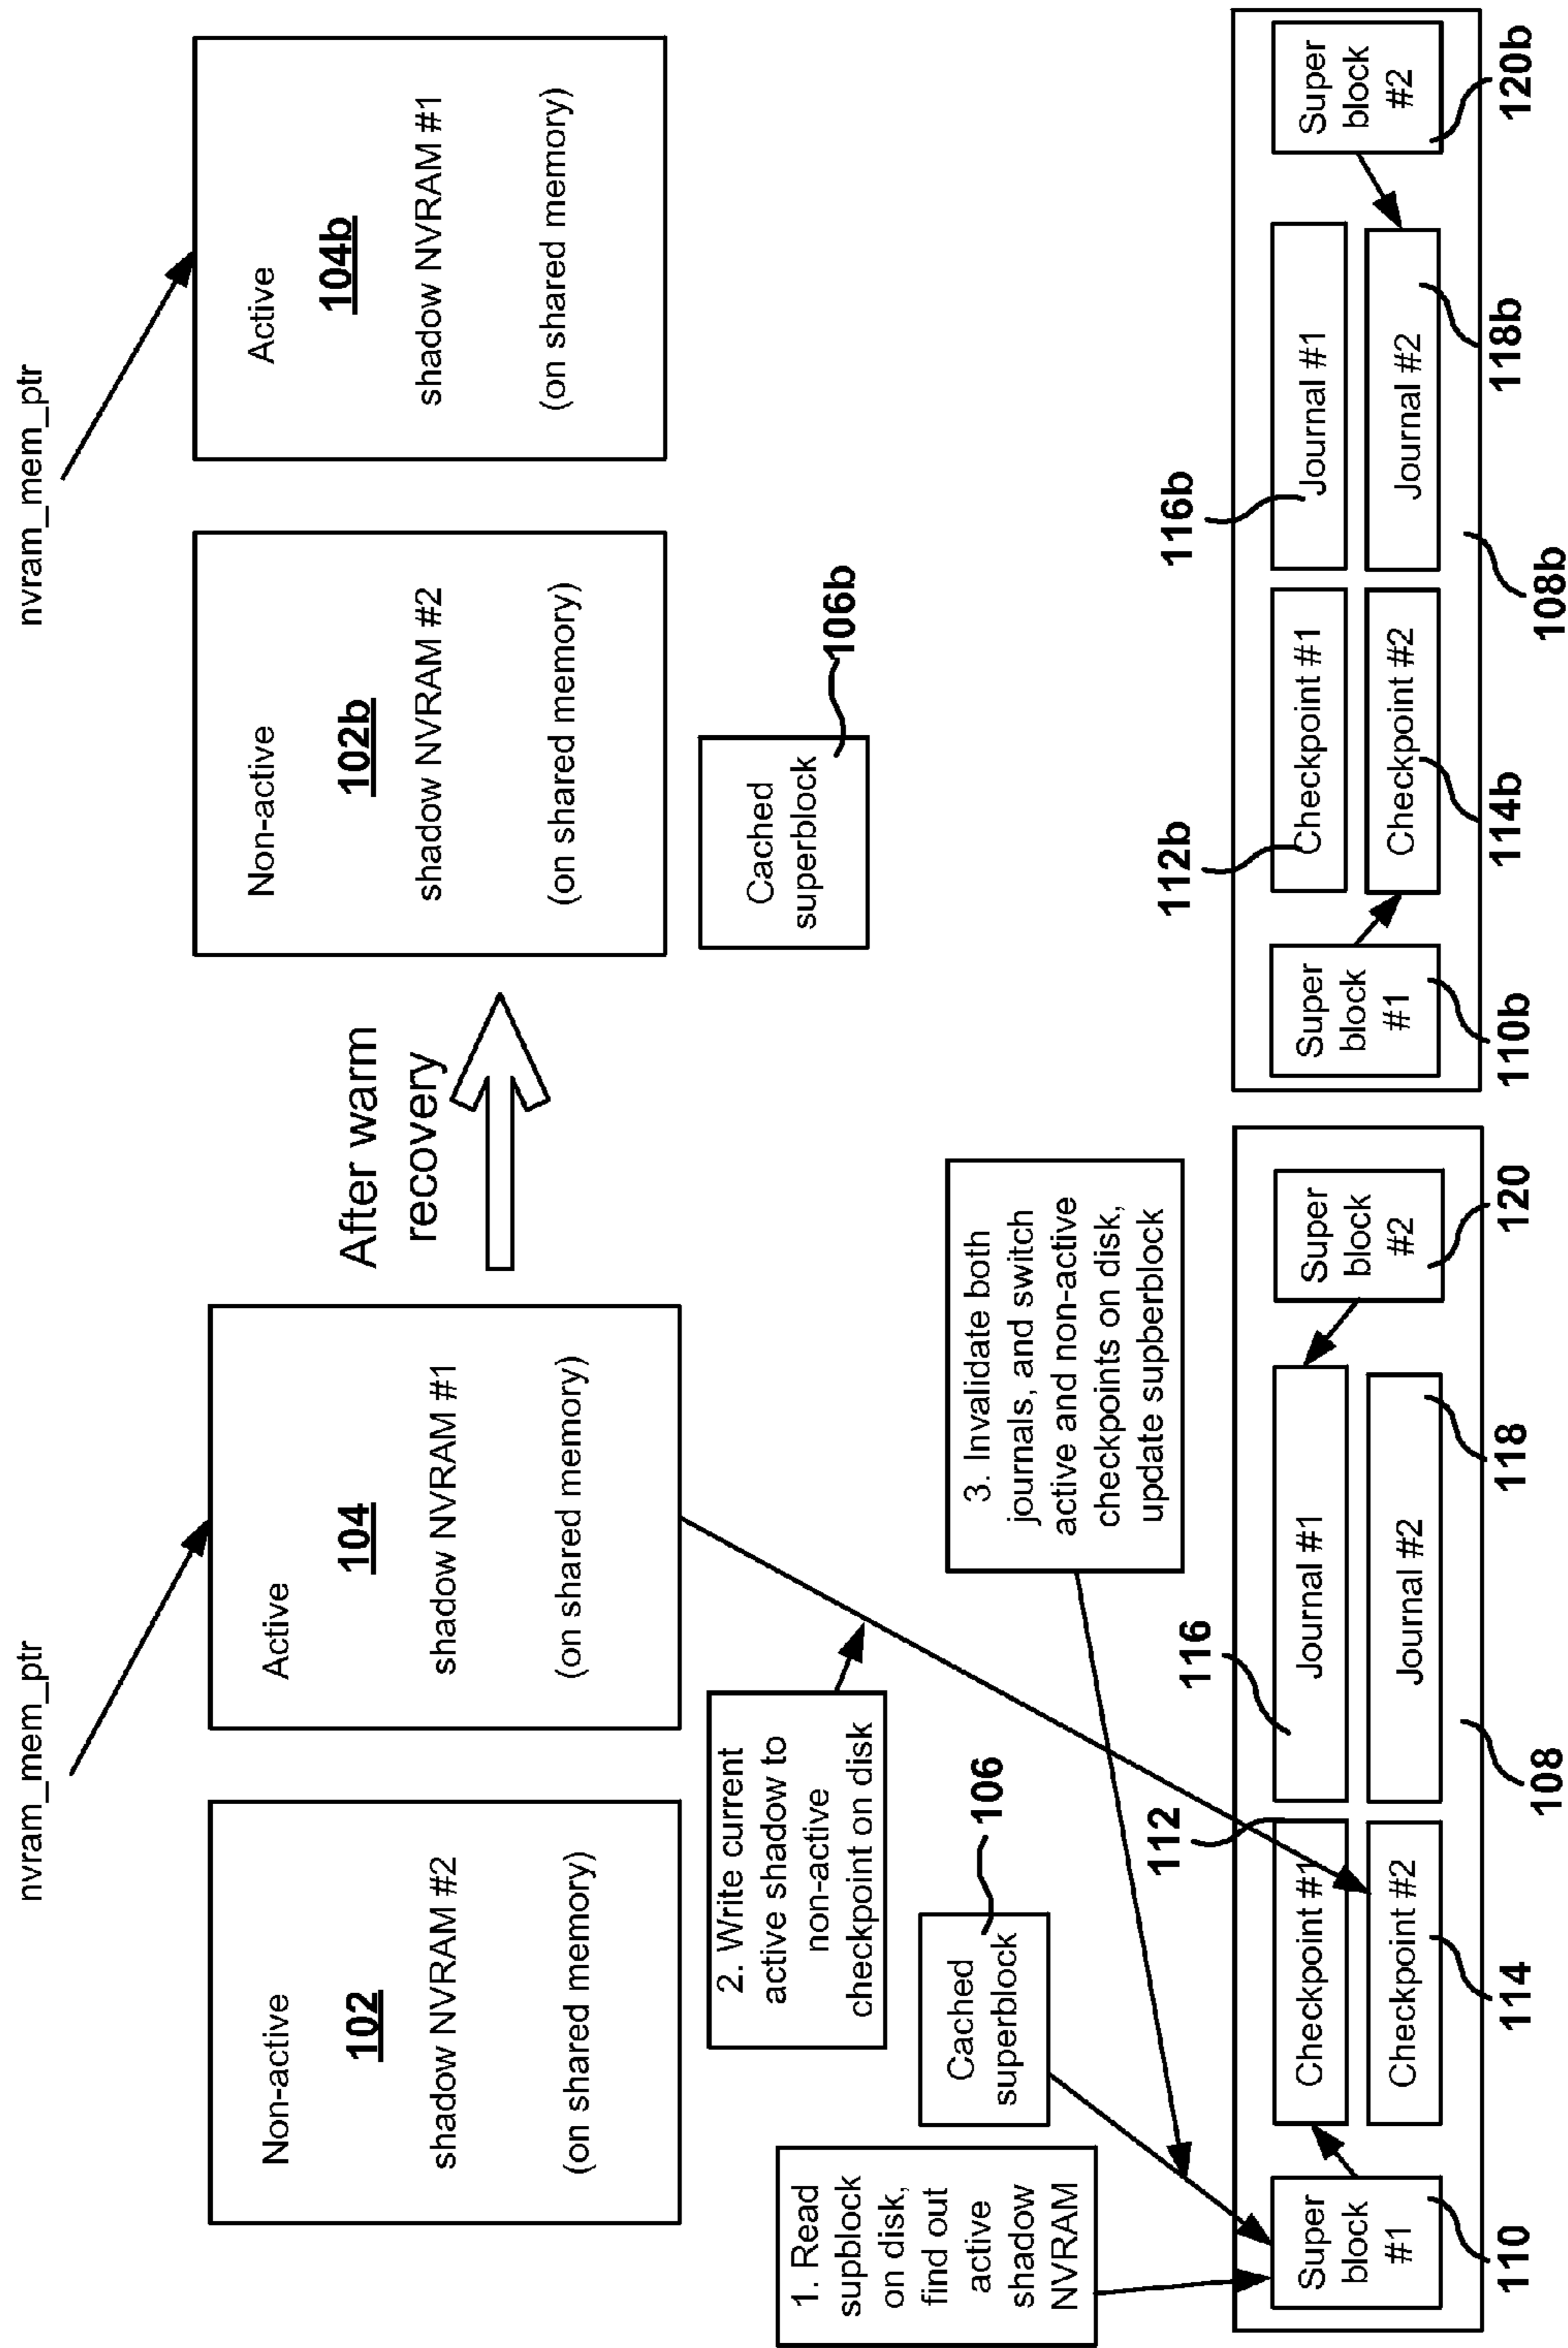 nvram_mem_ptr
Non-active
102
shadow NVRAM #2
(on shared memory)
Active
104
shadow NVRAM #1
(on shared memory)
After warm
recovery
nvram_mem_ptr
Non-active
102b
shadow NVRAM #2
(on shared memory)
Active
104b
shadow NVRAM #1
(on shared memory)
1. Read
supblock
on disk,
find out
active
shadow
NVRAM
2. Write current
active shadow to
non-active
checkpoint on disk
Cached
superblock
106
3. Invalidate both
journals, and switch
active and non-active
checkpoints on disk,
update supberblock
Cached
superblock
106b
112
116
Super
block
#1
Checkpoint #1
Checkpoint #2
Journal #1
Journal #2
Super
block
#2
110
114
108
118
120
112b
116b
Super
block
#1
Checkpoint #1
Checkpoint #2
Journal #1
Journal #2
Super
block
#2
110b
114b
108b
118b
120b